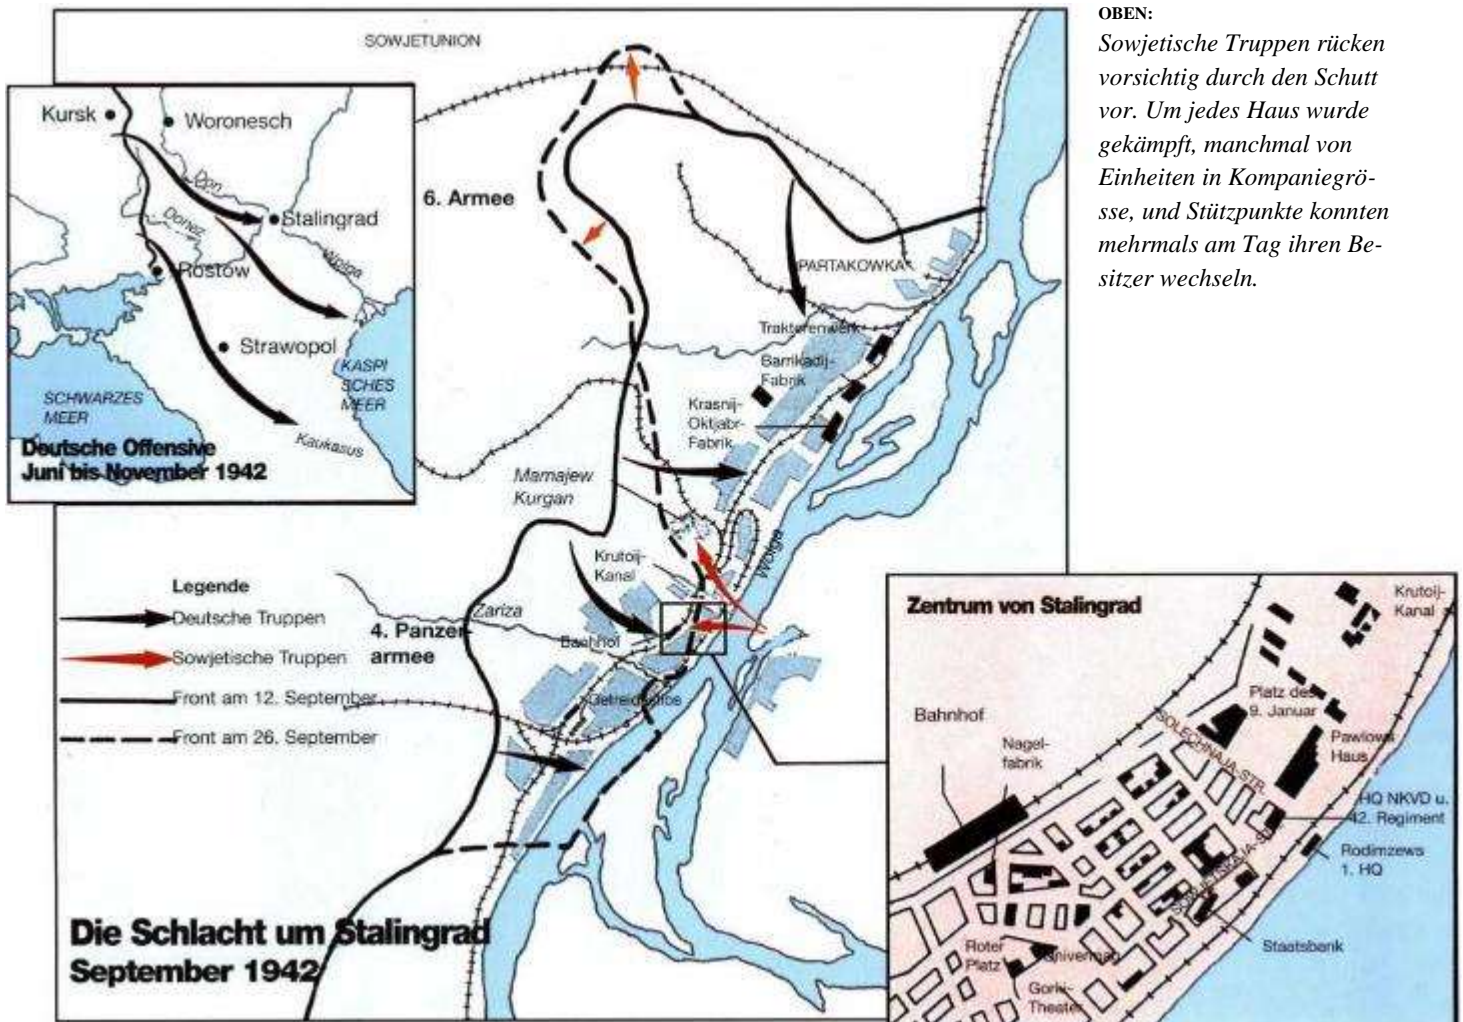 OBEN:
Sowjetische Truppen rücken
vorsichtig durch den Schutt
vor. Um jedes Haus wurde
gekämpft, manchmal von
Einheiten in Kompaniegrö-
sse, und Stützpunkte konnten
mehrmals am Tag ihren Be-
sitzer wechseln.
SOWJETUNION
6. Armee
PARTAKOWKA
Traktorenwerk
Barrikadij-
Fabrik
Krasnij-
Oktjabr-
Fabrik
Mamajew
Kurgan
Krutoij-
Kanal
Wolga
Zariza
4. Panzer-
armee
Bahnhof
Getreidesilos
Kursk
Woronesch
Don
Stalingrad
Donez
Wolga
Rostow
Strawopol
KASPI
SCHES
MEER
SCHWARZES
MEER
Kaukasus
Deutsche Offensive
Juni bis November 1942
Legende
Deutsche Truppen
Sowjetische Truppen
Front am 12. September
Front am 26. September
Die Schlacht um Stalingrad
September 1942
Zentrum von Stalingrad
Krutoij-
Kanal
Platz des
9. Januar
Bahnhof
SOLECHNAJA-STR.
Pawlows
Haus
Nagel-
fabrik
HQ NKVD u.
42. Regiment
Rodimzews
1. HQ
Staatsbank
Roter
Platz
Univermag
Gorki-
Theater